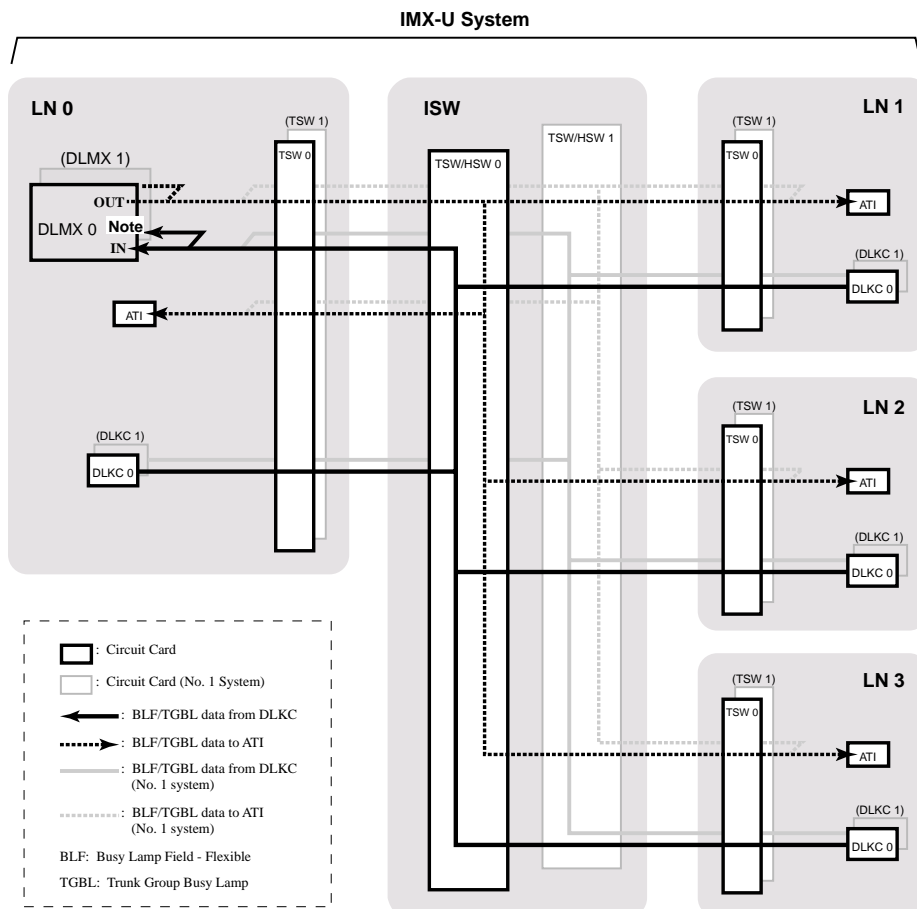 IMX-U System
LN 0
(TSW 1)
TSW 0
(DLMX 1)
OUT
DLMX 0
Note
IN
ATI
(DLKC 1)
DLKC 0
ISW
TSW/HSW 1
TSW/HSW 0
LN 1
(TSW 1)
TSW 0
ATI
(DLKC 1)
DLKC 0
LN 2
(TSW 1)
TSW 0
ATI
(DLKC 1)
DLKC 0
LN 3
(TSW 1)
TSW 0
ATI
(DLKC 1)
DLKC 0
: Circuit Card
: Circuit Card (No. 1 System)
: BLF/TGBL data from DLKC
: BLF/TGBL data to ATI
: BLF/TGBL data from DLKC
(No. 1 system)
: BLF/TGBL data to ATI
(No. 1 system)
BLF: Busy Lamp Field - Flexible
TGBL: Trunk Group Busy Lamp